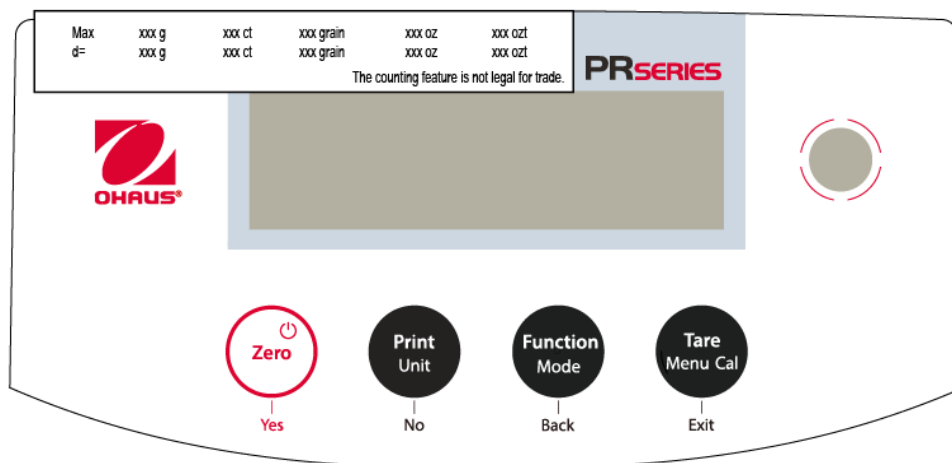 Max xxx g xxx ct xxx grain xxx oz xxx ozt
d= xxx g xxx ct xxx grain xxx oz xxx ozt
The counting feature is not legal for trade.
PRSERIES
OHAUS®
Zero
Print
Unit
Function
Mode
Tare
Menu Cal
Yes
No
Back
Exit